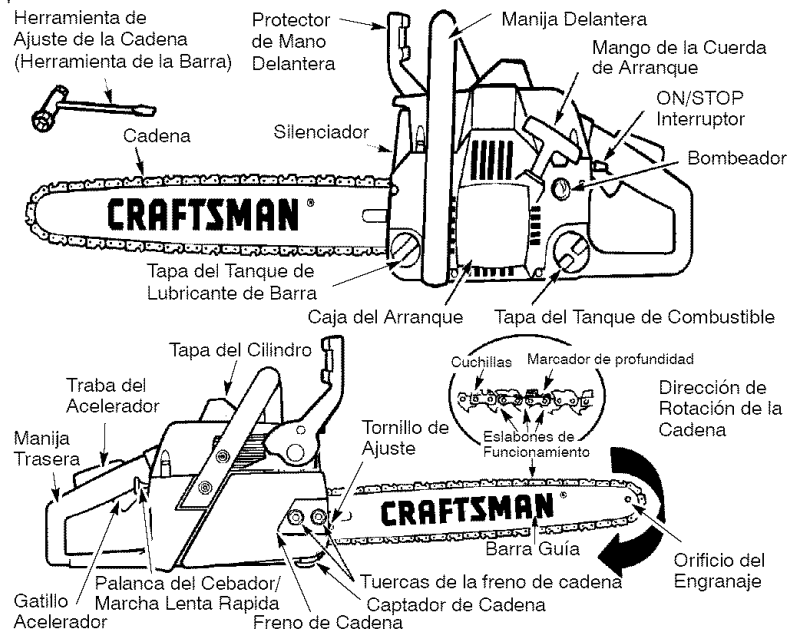 Herramienta de
Ajuste de la Cadena
(Herramienta de la Barra)
Protector
de Mano
Delantera
Manija Delantera
Mango de la Cuerda
de Arranque
ON/STOP
Interruptor
Cadena
Silenciador
Bombeador
CRAFTSMAN®
Tapa del Tanque de
Lubricante de Barra
Caja del Arranque
Tapa del Tanque de Combustible
Tapa del Cilindro
Cuchillas
Marcador de profundidad
Traba del
Acelerador
Dirección de
Rotación de la
Cadena
Tornillo de
Ajuste
Manija
Trasera
Eslabones de
Funcionamiento
CRAFTSMAN®
Barra Guía
Orificio del
Engranaje
Palanca del Cebador/
Marcha Lenta Rapida
Tuercas de la freno de cadena
Gatillo
Acelerador
Captador de Cadena
Freno de Cadena